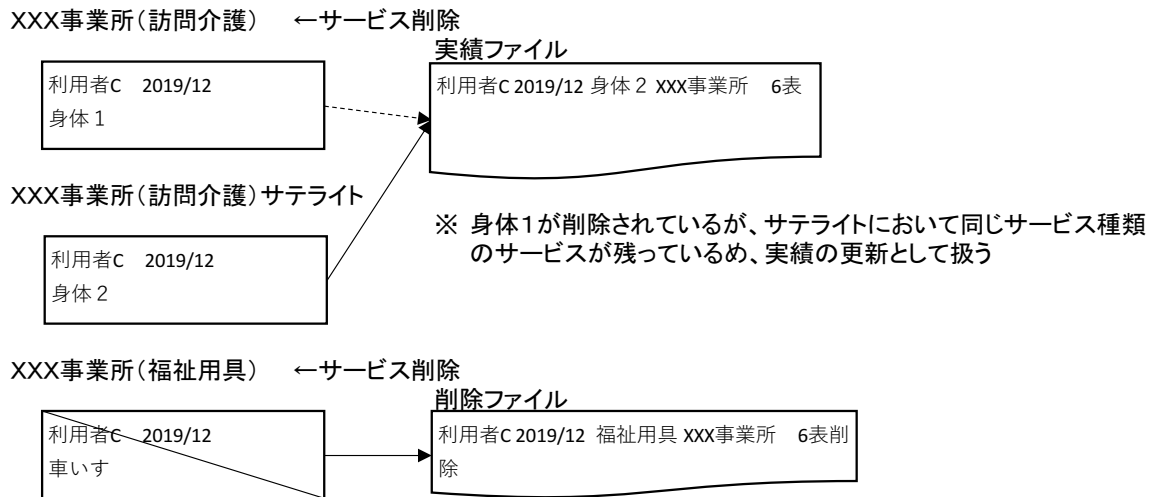 XXX事業所（訪問介護）　←サービス削除
実績ファイル
利用者C　2019/12
身体１
利用者C 2019/12 身体２ XXX事業所　6表
XXX事業所（訪問介護）サテライト
利用者C　2019/12
身体２
※ 身体１が削除されているが、サテライトにおいて同じサービス種類
のサービスが残っているめ、実績の更新として扱う
XXX事業所（福祉用具）　←サービス削除
削除ファイル
利用者C　2019/12
車いす
利用者C 2019/12 福祉用具 XXX事業所　6表削
除